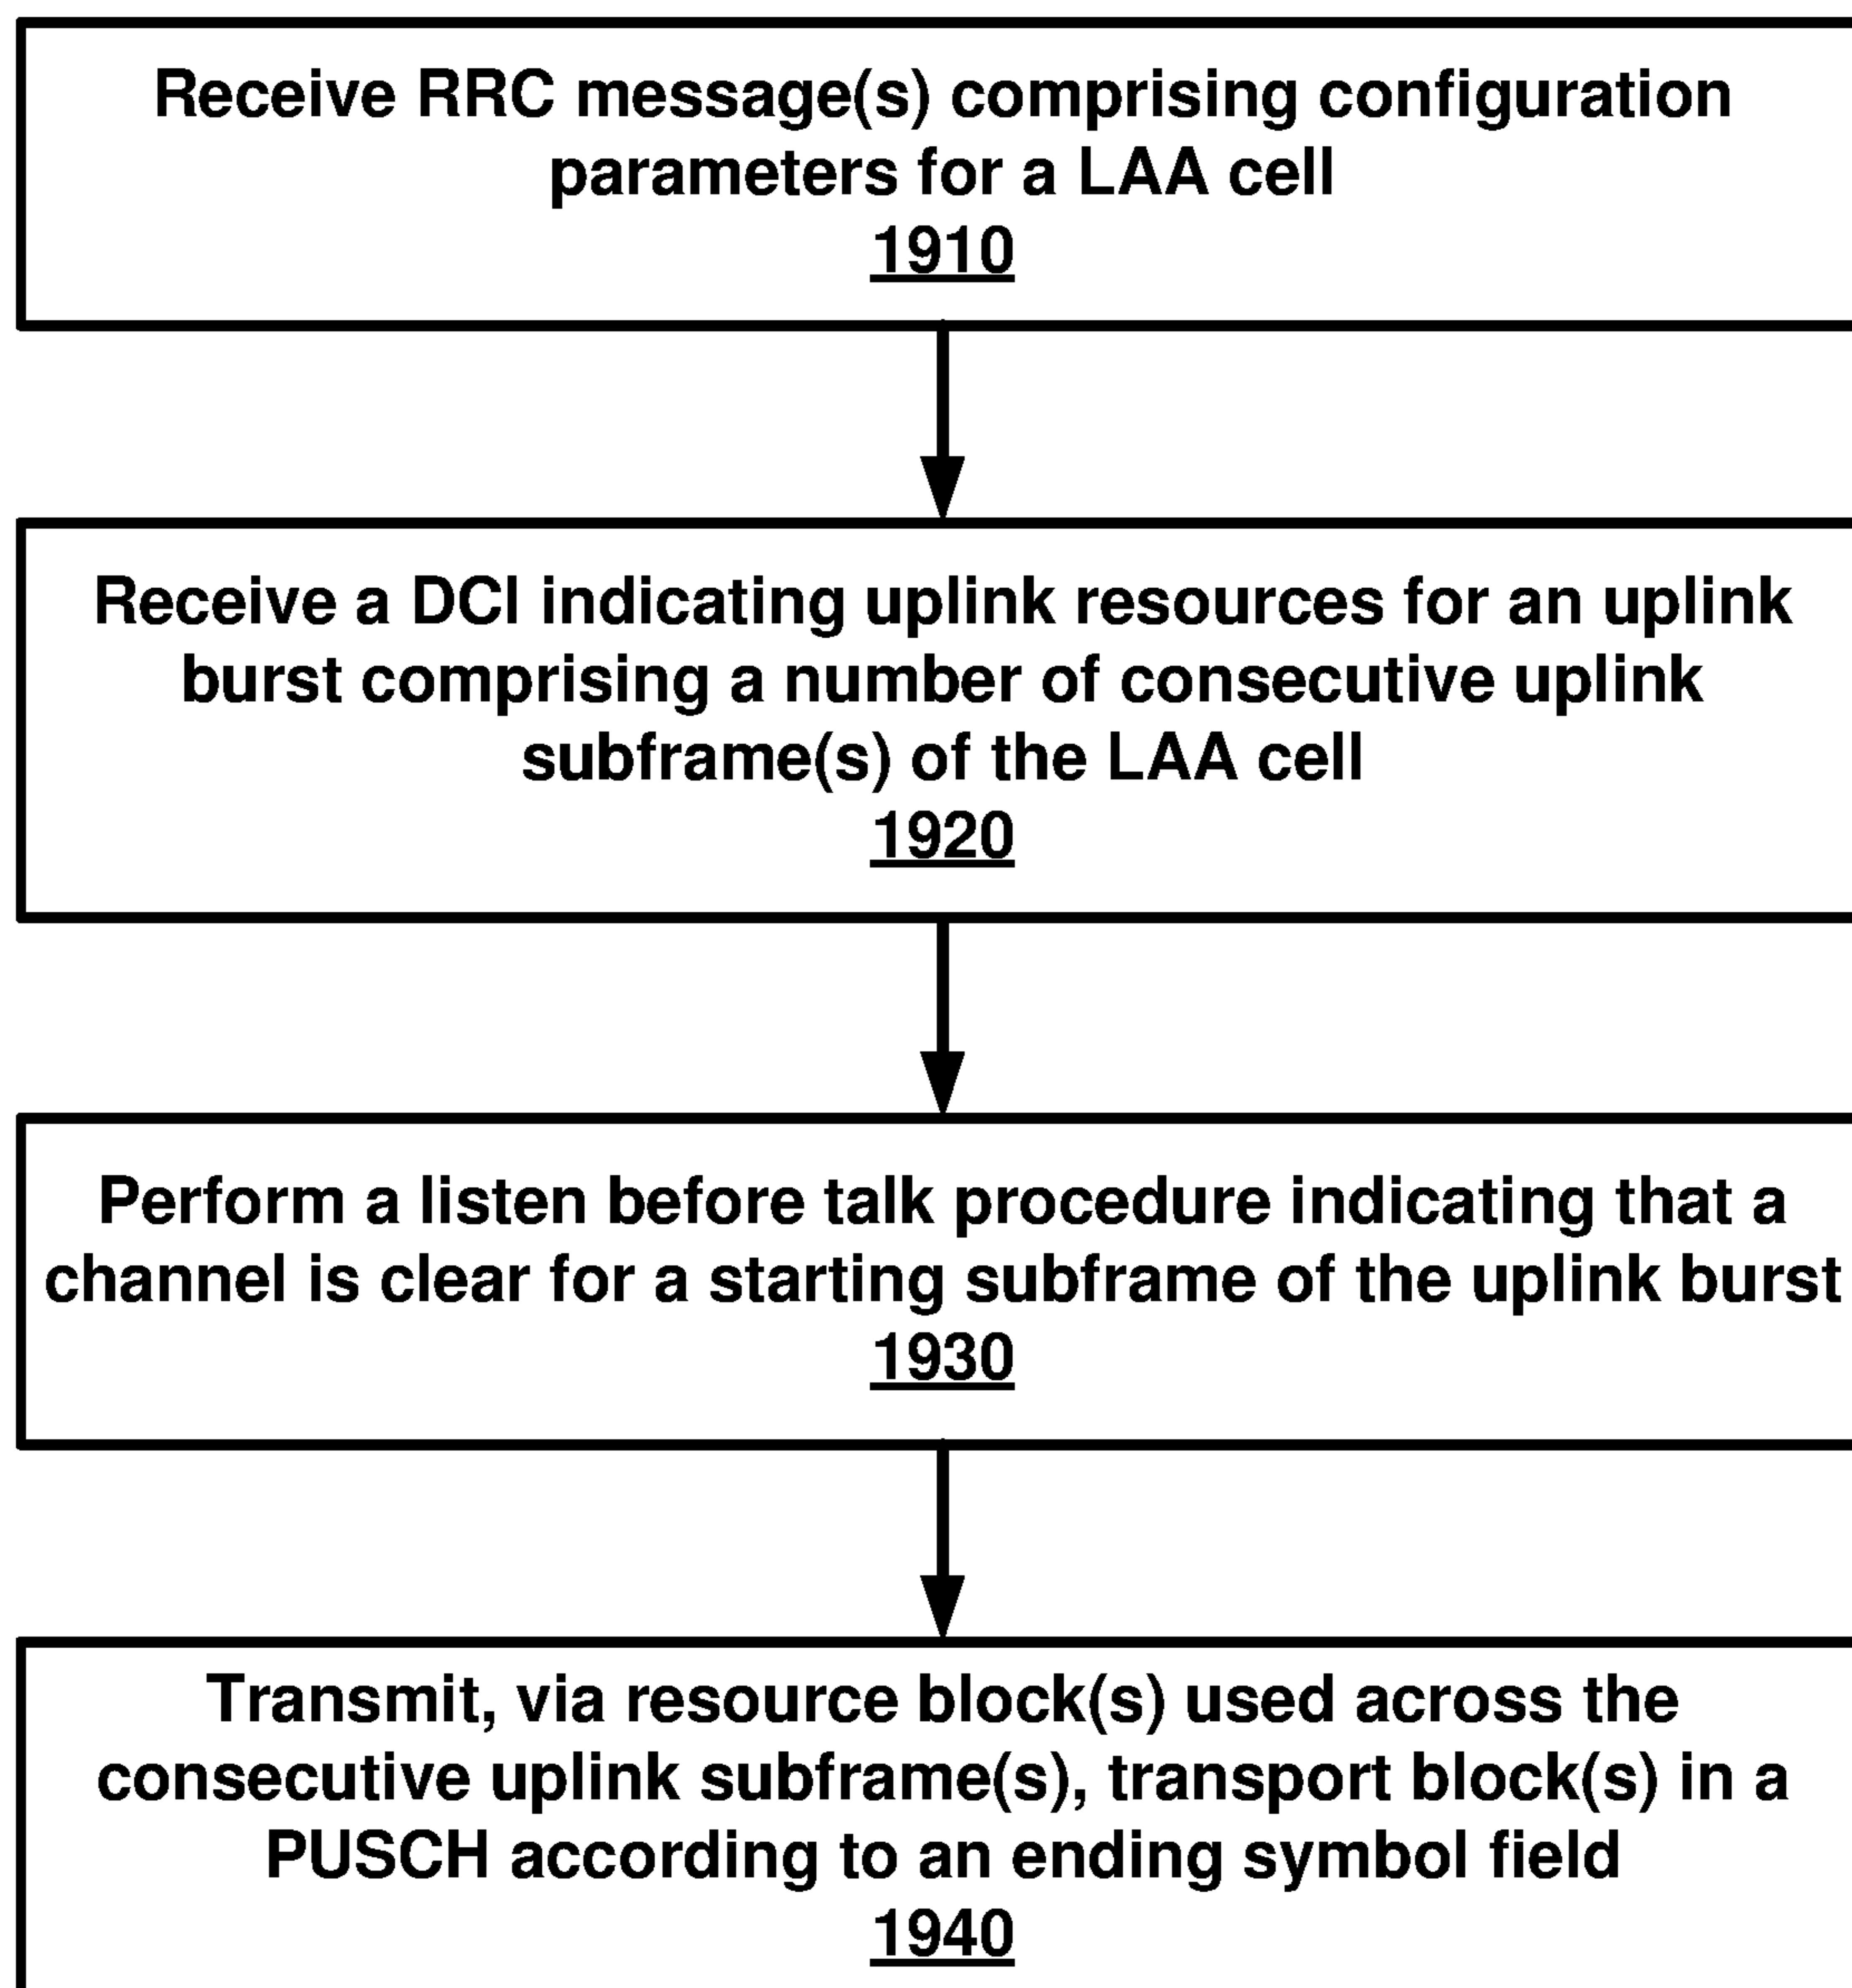 Receive RRC message(s) comprising configuration
parameters for a LAA cell
1910
Receive a DCI indicating uplink resources for an uplink
burst comprising a number of consecutive uplink
subframe(s) of the LAA cell
1920
Perform a listen before talk procedure indicating that a
channel is clear for a starting subframe of the uplink burst
1930
Transmit, via resource block(s) used across the
consecutive uplink subframe(s), transport block(s) in a
PUSCH according to an ending symbol field
1940